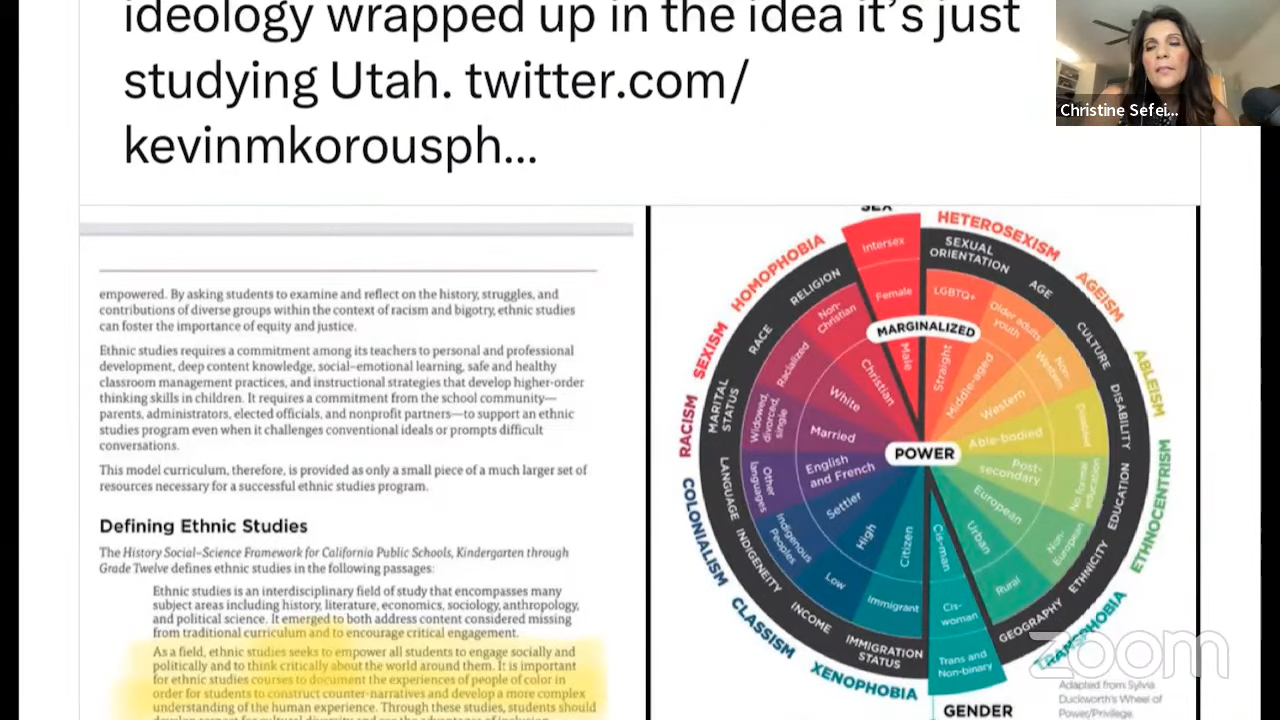 ideology wrapped up in the idea it's just
studying Utah. twitter.com/
kevinmkorousph...
Christine Sefei...
empowered. By asking students to examine and reflect on the history, struggles, and
contributions of diverse groups within the context of racism and bigotry, ethnic studies
can foster the importance of equity and justice.
Ethnic studies requires a commitment among its teachers to personal and professional
development, deep content knowledge, social–emotional learning, safe and healthy
classroom management practices, and instructional strategies that develop higher-order
thinking skills in children. It requires a commitment from the school community—
parents, administrators, elected officials, and nonprofit partners—to support an ethnic
studies program even when it challenges conventional ideals or prompts difficult
conversations.
This model curriculum, therefore, is provided as only a small piece of a much larger set of
resources necessary for a successful ethnic studies program.
Defining Ethnic Studies
The History Social–Science Framework for California Public Schools, Kindergarten through
Grade Twelve defines ethnic studies in the following passages:
Ethnic studies is an interdisciplinary field of study that encompasses many
subject areas including history, literature, economics, sociology, anthropology,
and political science. It emerged to both address content considered missing
from traditional curriculum and to encourage critical engagement.
As a field, ethnic studies seeks to empower all students to engage socially and
politically and to think critically about the world around them. It is important
for ethnic studies courses to document the experiences of people of color in
order for students to construct counter-narratives and develop a more complex
understanding of the human experience. Through these studies, students should
SEX
Intersex
Female
Male
HETEROSEXISM
SEXUAL
ORIENTATION
LGBTQ+
Straight
AGEISM
AGE
Older adults
youth
Middle-aged
CULTURE
Non-
Western
Western
ABLEISM
DISABILITY
Disabled
Able-bodied
EDUCATION
No formal
education
Post-
secondary
ETHNOCENTRISM
ETHNICITY
Non-
European
European
GEOGRAPHY
Rural
Urban
TRANSPHOBIA
Cis-man
Cis-
woman
Trans and
Non-binary
GENDER
XENOPHOBIA
IMMIGRATION
STATUS
Immigrant
Citizen
CLASSISM
INCOME
Low
High
COLONIALISM
INDIGENEITY
Indigenous
Peoples
Settler
LANGUAGE
Other
languages
English
and French
RACISM
MARITAL
STATUS
Widowed,
divorced,
single
Married
SEXISM
RACE
Racialized
White
HOMOPHOBIA
RELIGION
Non-
Christian
Christian
MARGINALIZED
POWER
Adapted from Sylvia
Duckworth's Wheel of
Power/Privilege.
zoom